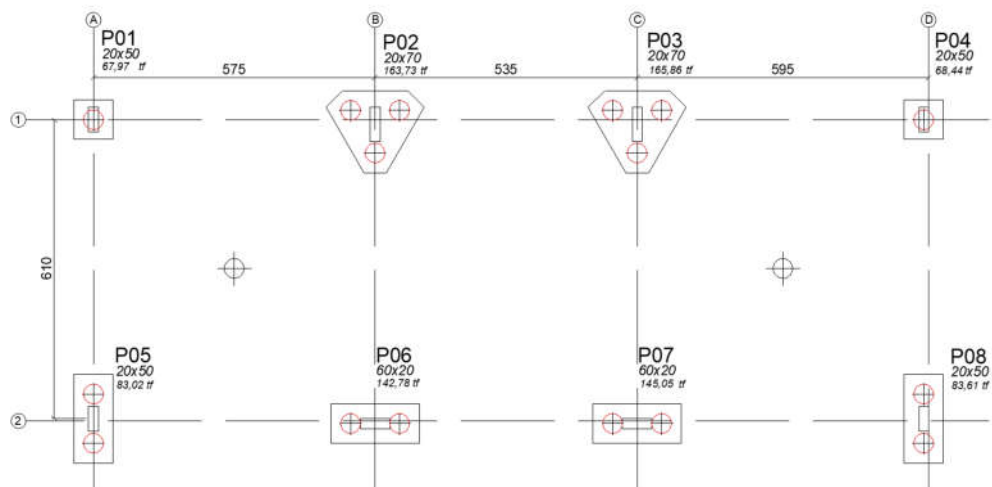 A B C D
P01 P02 P03 P04
20x50 20x70 20x70 20x50
67,97 tf 163,73 tf 165,86 tf 68,44 tf
575 535 595
1
610
P05 P06 P07 P08
20x50 60x20 60x20 20x50
83,02 tf 142,78 tf 145,05 tf 83,61 tf
2